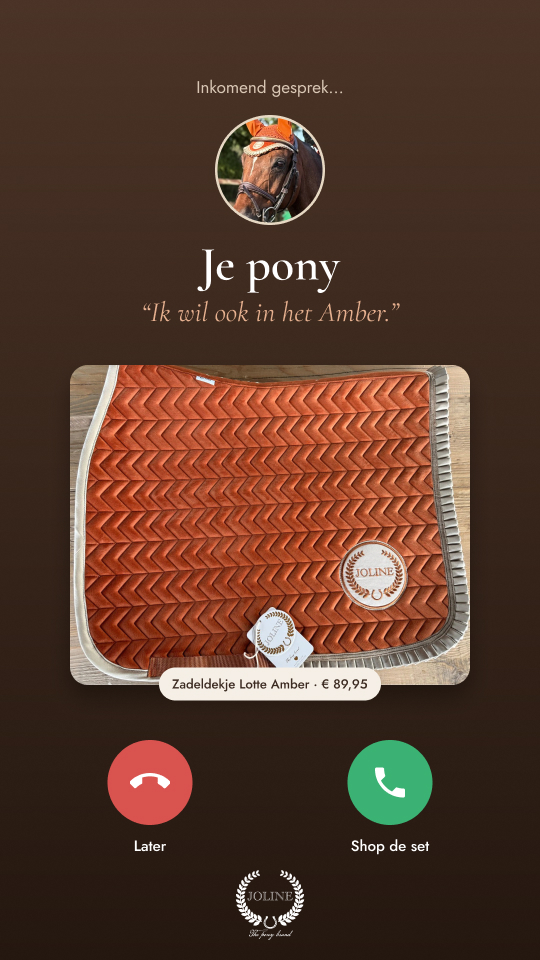 Inkomend gesprek...
Je pony
“Ik wil ook in het Amber.”
JOLINE
JOLINE
Zadeldekje Lotte Amber · € 89,95
Later
Shop de set
JOLINE
The pony brand